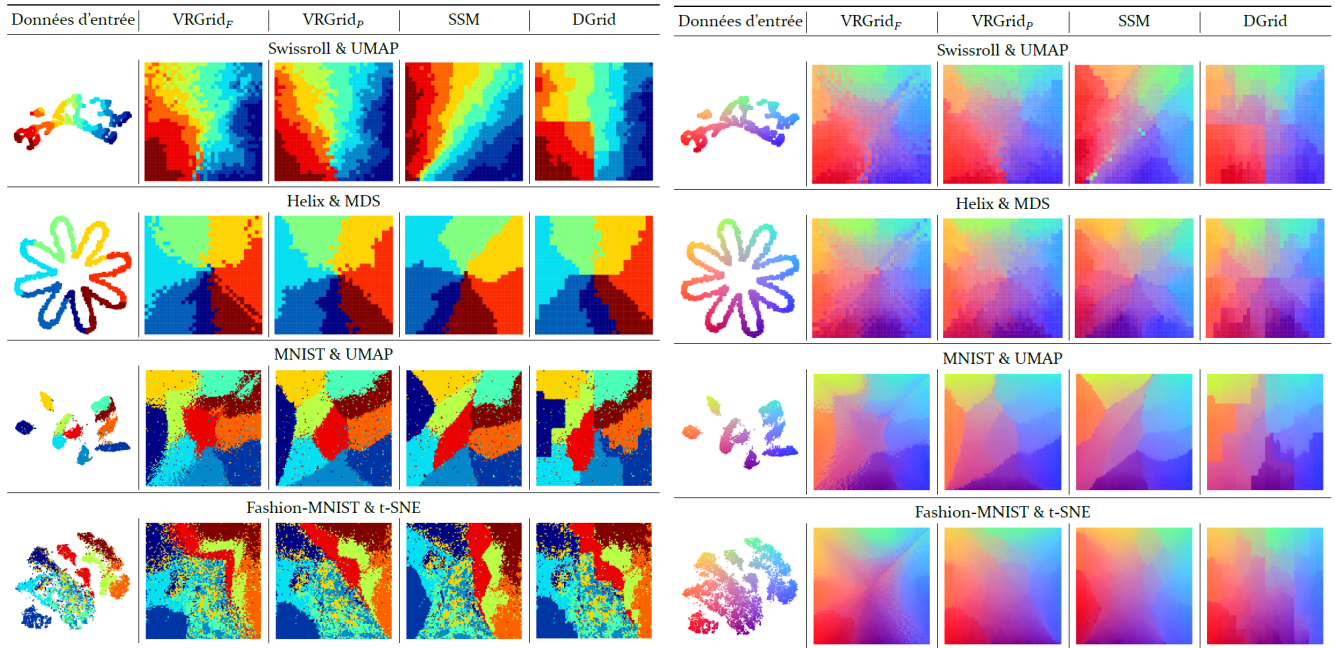 Données d'entrée VRGrid_F VRGrid_P SSM DGrid
Swissroll & UMAP
Helix & MDS
MNIST & UMAP
Fashion-MNIST & t-SNE
Données d'entrée VRGrid_F VRGrid_P SSM DGrid
Swissroll & UMAP
Helix & MDS
MNIST & UMAP
Fashion-MNIST & t-SNE